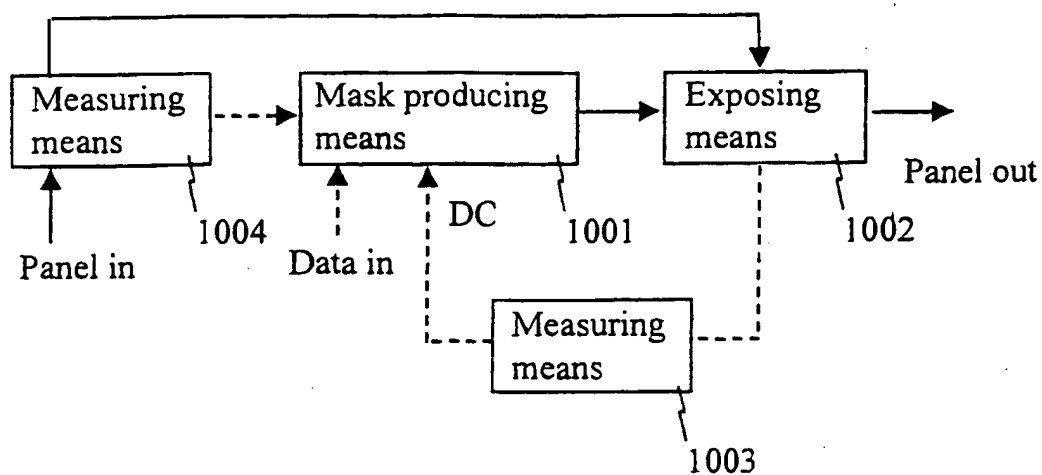 Measuring
means
Mask producing
means
Exposing
means
Panel out
1004
DC
1001
1002
Panel in
Data in
Measuring
means
1003